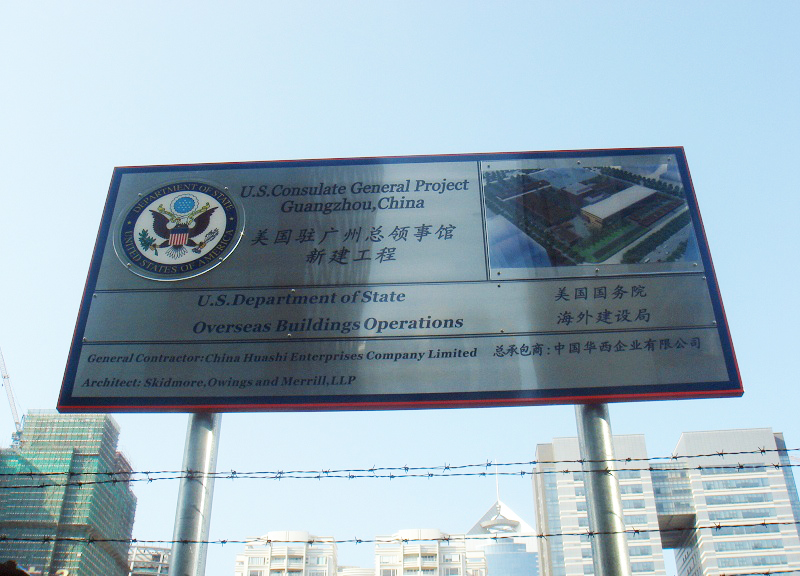 DEPARTMENT OF STATE
UNITED STATES OF AMERICA
U.S.Consulate General Project
Guangzhou,China
美国驻广州总领事馆
新建工程
U.S.Department of State
Overseas Buildings Operations
美国国务院
海外建设局
General Contractor:China Huashi Enterprises Company Limited
总承包商:中国华西企业有限公司
Architect: Skidmore,Owings and Merrill,LLP